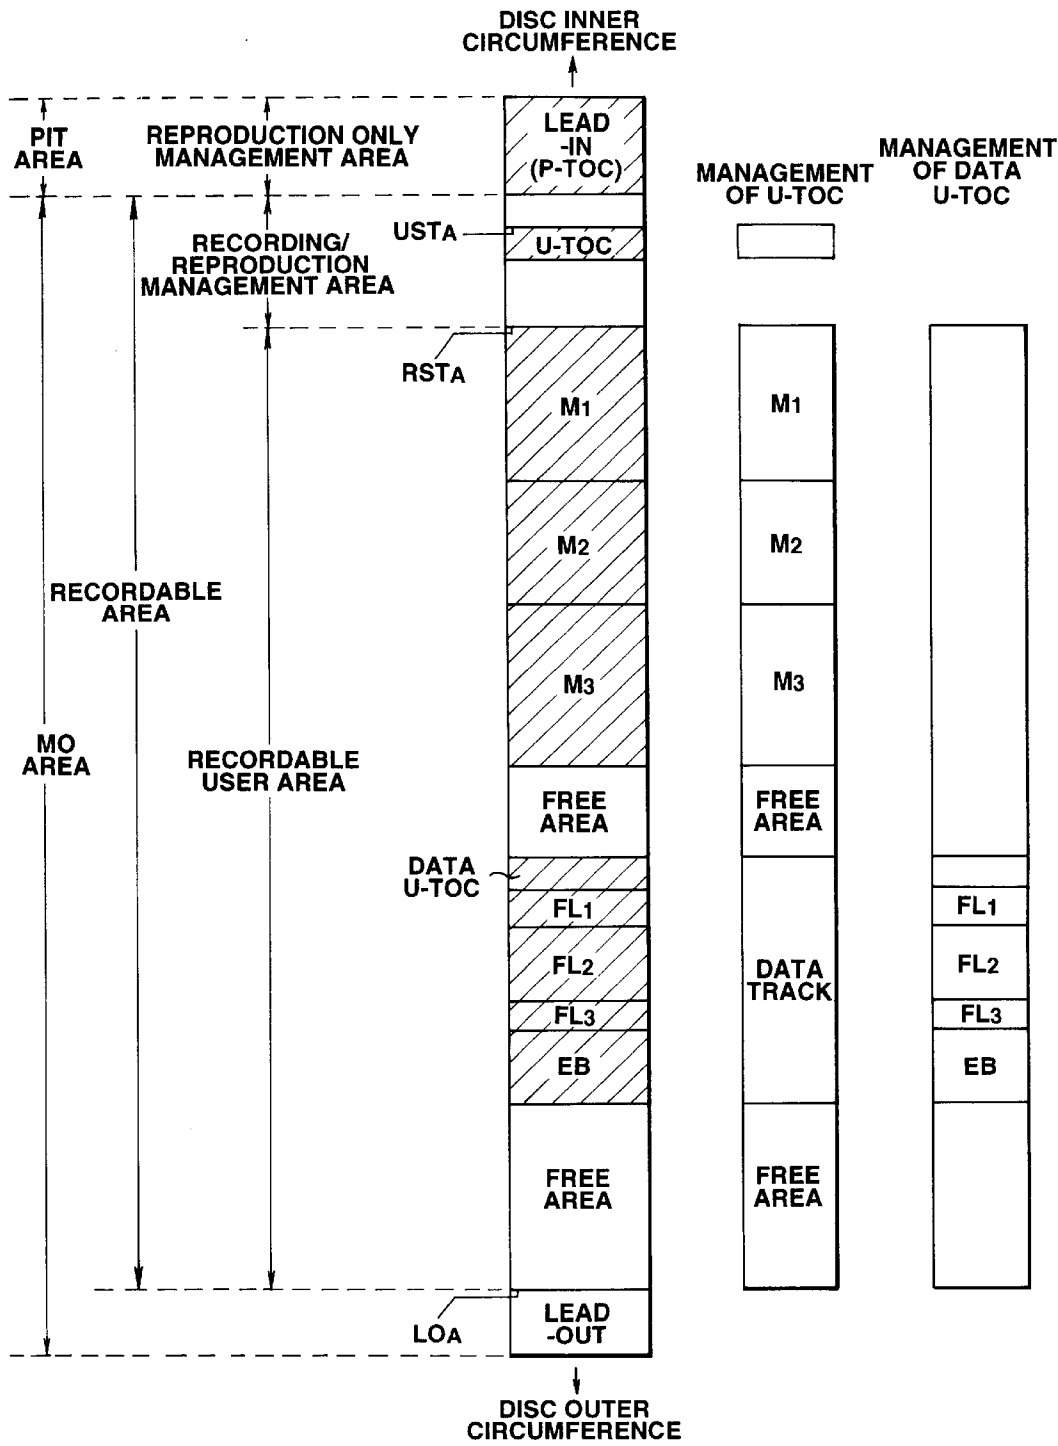 DISC INNER
CIRCUMFERENCE
PIT
AREA
REPRODUCTION ONLY
MANAGEMENT AREA
LEAD
-IN
(P-TOC)
MANAGEMENT
OF U-TOC
MANAGEMENT
OF DATA
U-TOC
USTA
U-TOC
RECORDING/
REPRODUCTION
MANAGEMENT AREA
RSTA
M1
M1
M2
M2
RECORDABLE
AREA
M3
M3
MO
AREA
RECORDABLE
USER AREA
FREE
AREA
FREE
AREA
DATA
U-TOC
FL1
FL1
FL2
DATA
TRACK
FL2
FL3
FL3
EB
EB
FREE
AREA
FREE
AREA
LOA
LEAD
-OUT
DISC OUTER
CIRCUMFERENCE